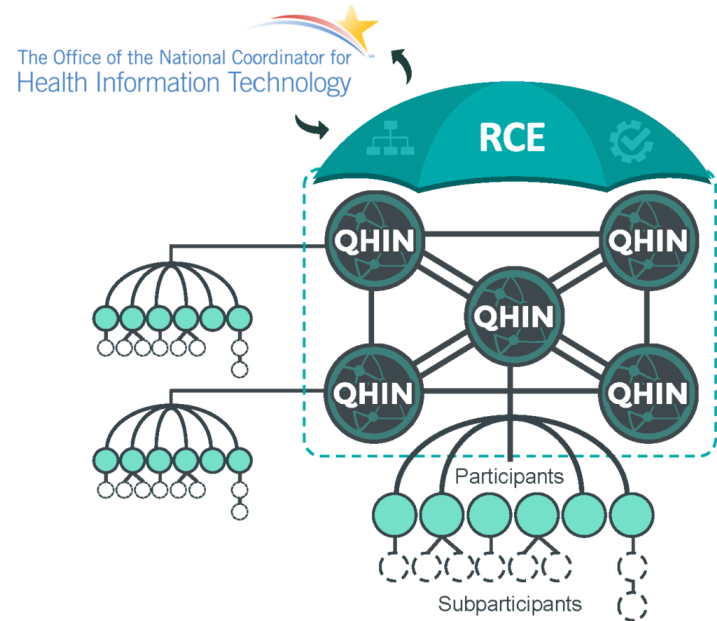 The Office of the National Coordinator for
Health Information Technology
RCE
QHIN
QHIN
QHIN
QHIN
QHIN
Participants
Subparticipants